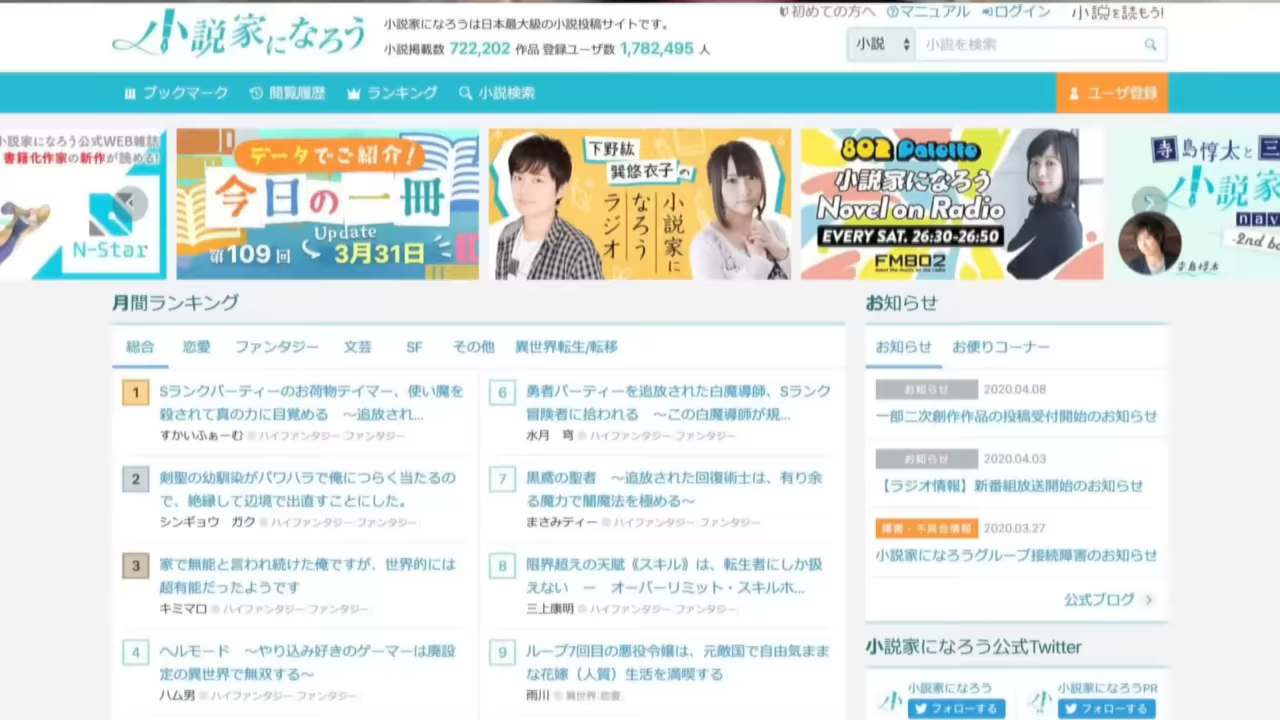 小説家になろう
小説家になろうは日本最大級の小説投稿サイトです。
小説掲載数 722,202 作品 登録ユーザ数 1,782,495 人
初めての方へ マニュアル ログイン 小説を読もう!
小説 小説を検索
ブックマーク 閲覧履歴 ランキング 小説検索 ユーザ登録
小説家になろう公式WEB雑誌
書籍化作家の新作が読める!
N-Star
データでご紹介!
今日の一冊
Update
第109回 3月31日
下野紘
巽悠衣子の
小説家に
なろう
ラジオ
802 Palette
小説家になろう
Novel on Radio
EVERY SAT. 26:30-26:50
FM802
寺島惇太と三
小説家
nav
-2nd bo
寺島惇太
月間ランキング
総合 恋愛 ファンタジー 文芸 SF その他 異世界転生/転移
1 Sランクパーティーのお荷物テイマー、使い魔を
殺されて真の力に目覚める ～追放され...
すかいふぁーむ ハイファンタジー〔ファンタジー〕
2 剣聖の幼馴染がパワハラで俺につらく当たるの
で、絶縁して辺境で出直すことにした。
シンギョウ ガク ハイファンタジー〔ファンタジー〕
3 家で無能と言われ続けた俺ですが、世界的には
超有能だったようです
キミマロ ハイファンタジー〔ファンタジー〕
4 ヘルモード ～やり込み好きのゲーマーは廃設
定の異世界で無双する～
ハム男 ハイファンタジー〔ファンタジー〕
6 勇者パーティーを追放された白魔導師、Sランク
冒険者に拾われる ～この白魔導師が規...
水月 穹 ハイファンタジー〔ファンタジー〕
7 黒鳶の聖者 ～追放された回復術士は、有り余
る魔力で闇魔法を極める～
まさみティー ハイファンタジー〔ファンタジー〕
8 限界超えの天賦《スキル》は、転生者にしか扱
えない ー オーバーリミット・スキルホ...
三上康明 ハイファンタジー〔ファンタジー〕
9 ループ7回目の悪役令嬢は、元敵国で自由気まま
な花嫁（人質）生活を満喫する
雨川 異世界〔恋愛〕
お知らせ
お知らせ お便りコーナー
お知らせ 2020.04.08
一部二次創作作品の投稿受付開始のお知らせ
お知らせ 2020.04.03
【ラジオ情報】新番組放送開始のお知らせ
障害・不具合情報 2020.03.27
小説家になろうグループ接続障害のお知らせ
公式ブログ
小説家になろう公式Twitter
小説家になろう
フォローする
小説家になろうPR
フォローする